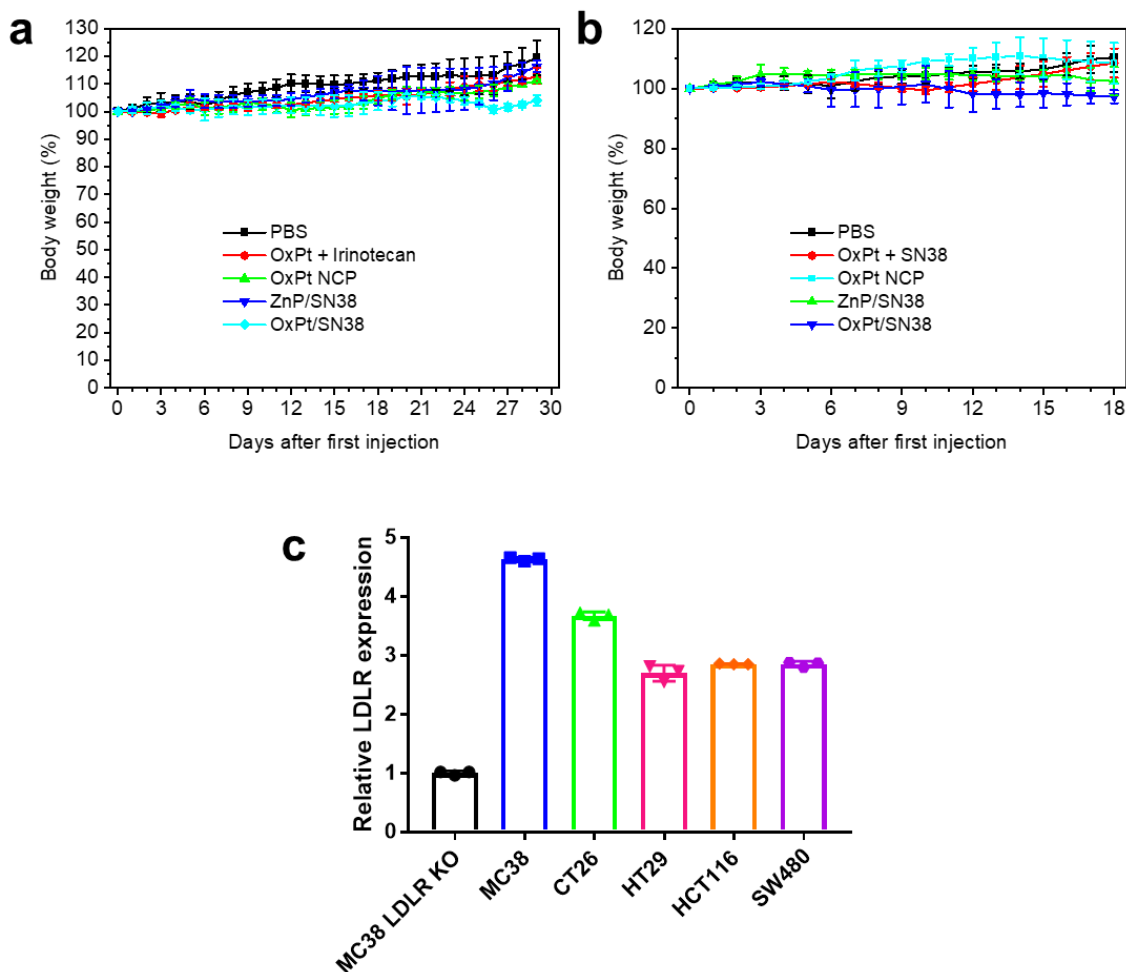 a
Body weight (%)
130
120
110
100
90
80
70
60
50
40
30
20
10
0
PBS
OxPt + Irinotecan
OxPt NCP
ZnP/SN38
OxPt/SN38
0 3 6 9 12 15 18 21 24 27 30
Days after first injection
b
Body weight (%)
120
100
80
60
40
20
0
PBS
OxPt + SN38
OxPt NCP
ZnP/SN38
OxPt/SN38
0 3 6 9 12 15 18
Days after first injection
c
Relative LDLR expression
5
4
3
2
1
0
MC38 LDLR KO
MC38
CT26
HT29
HCT116
SW480